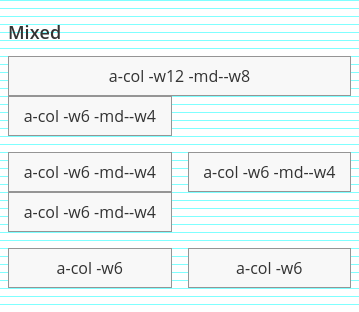 Mixed
a-col -w12 -md--w8
a-col -w6 -md--w4
a-col -w6 -md--w4 a-col -w6 -md--w4
a-col -w6 -md--w4
a-col -w6 a-col -w6